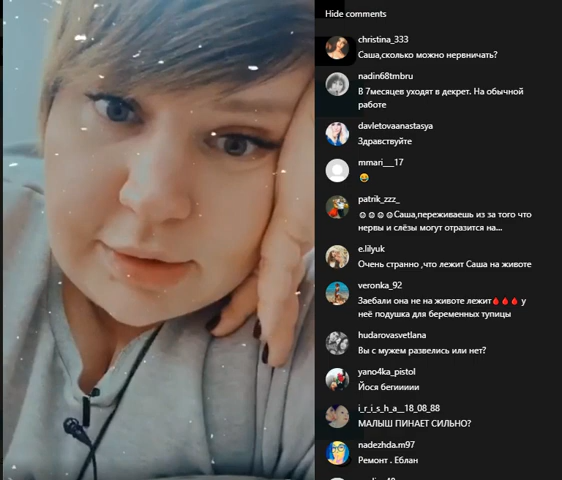 Hide comments
christina_333
Саша,сколько можно нервничать?
nadin68tmbru
В 7месяцев уходят в декрет. На обычной
работе
davletovaanastasya
Здравствуйте
mmari___17
😅
patrik_zzz_
☺☺☺☺Саша,переживаешь из за того что
нервы и слёзы могут отразится на...
e.lilyuk
Очень странно ,что лежит Саша на животе
veronka_92
Заебали она не на животе лежит🩸🩸🩸 у
неё подушка для беременных тупицы
hudarovasvetlana
Вы с мужем развелись или нет?
yano4ka_pistol
Йося бегиииии
i_r_i_s_h_a__18_08_88
МАЛЫШ ПИНАЕТ СИЛЬНО?
nadezhda.m97
Ремонт . Еблан